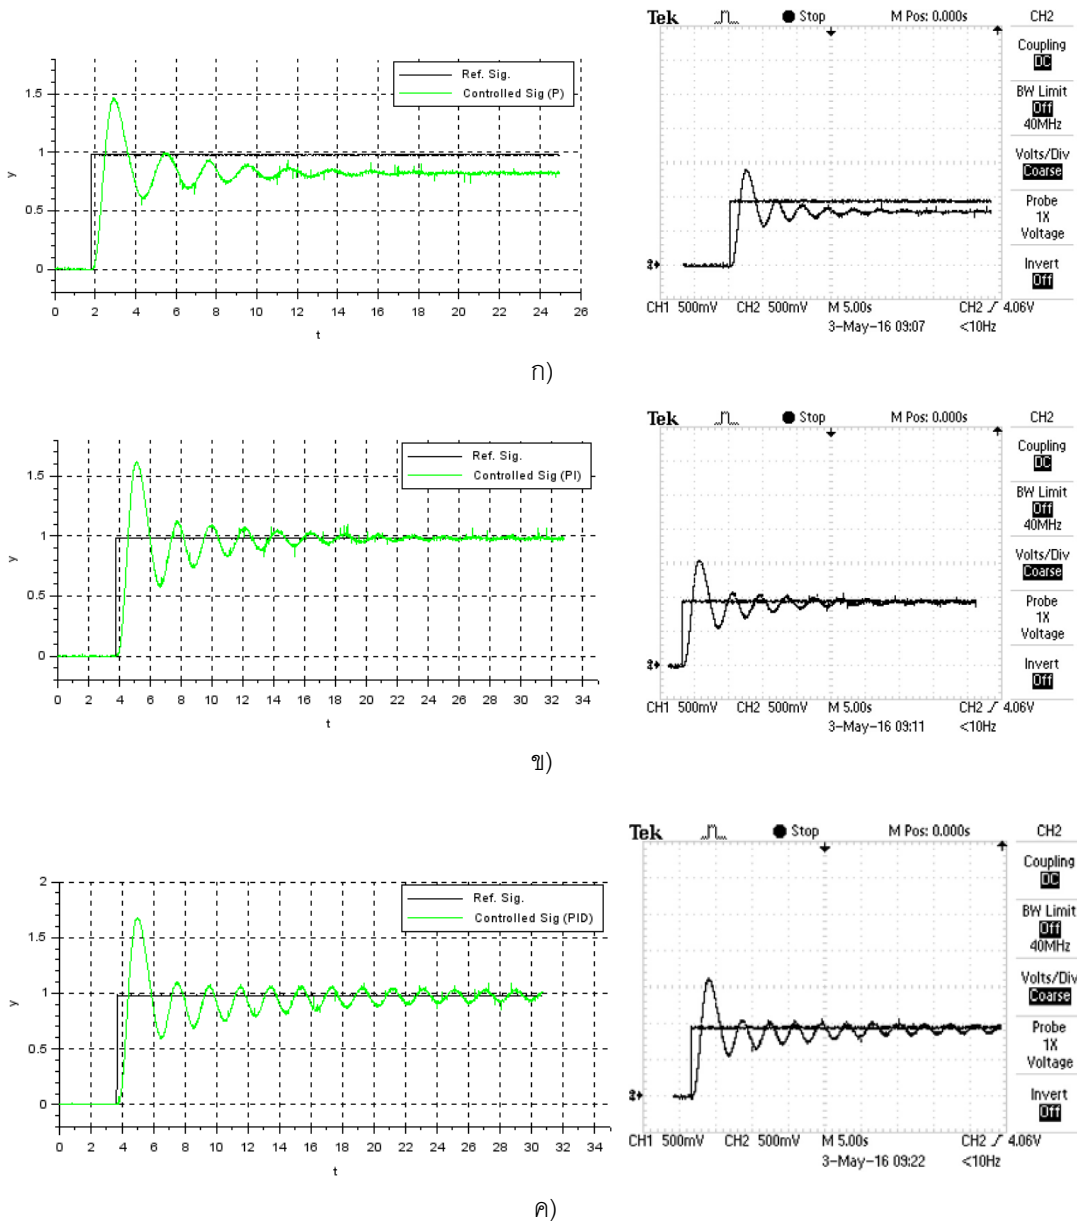 Ref. Sig.
Controlled Sig (P)
1.5
1
0.5
0
y
0 2 4 6 8 10 12 14 16 18 20 22 24 26
t
Tek Stop M Pos: 0.000s CH2
Coupling
DC
BW Limit
Off
40MHz
Volts/Div
Coarse
Probe
1X
Voltage
Invert
Off
2
CH1 500mV CH2 500mV M 5.00s CH2 4.06V
3-May-16 09:07 <10Hz
ก)
Ref. Sig.
Controlled Sig (PI)
1.5
1
0.5
0
y
0 2 4 6 8 10 12 14 16 18 20 22 24 26 28 30 32 34
t
Tek Stop M Pos: 0.000s CH2
Coupling
DC
BW Limit
Off
40MHz
Volts/Div
Coarse
Probe
1X
Voltage
Invert
Off
2
CH1 500mV CH2 500mV M 5.00s CH2 4.06V
3-May-16 09:11 <10Hz
ข)
Ref. Sig.
Controlled Sig (PID)
2
1.5
1
0.5
0
y
0 2 4 6 8 10 12 14 16 18 20 22 24 26 28 30 32 34
t
Tek Stop M Pos: 0.000s CH2
Coupling
DC
BW Limit
Off
40MHz
Volts/Div
Coarse
Probe
1X
Voltage
Invert
Off
2
CH1 500mV CH2 500mV M 5.00s CH2 4.06V
3-May-16 09:22 <10Hz
ค)